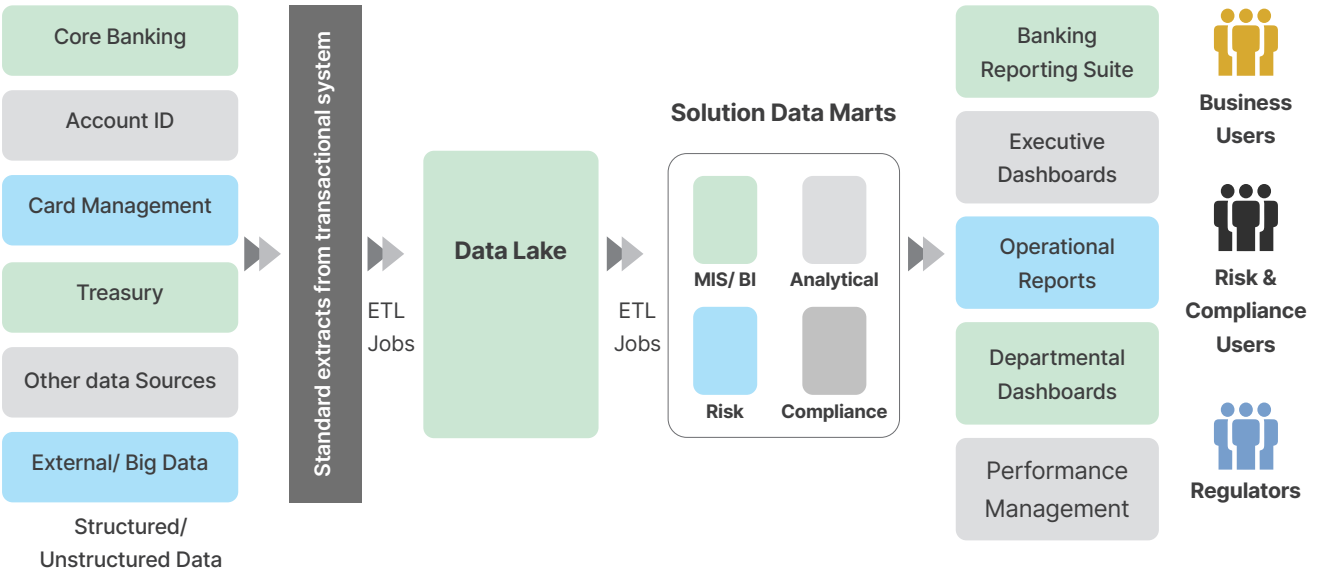 Core Banking
Account ID
Card Management
Treasury
Other data Sources
External/ Big Data
Structured/
Unstructured Data
Standard extracts from transactional system
ETL
Jobs
Data Lake
ETL
Jobs
Solution Data Marts
MIS/ BI
Analytical
Risk
Compliance
Banking
Reporting Suite
Executive
Dashboards
Operational
Reports
Departmental
Dashboards
Performance
Management
Business
Users
Risk &
Compliance
Users
Regulators